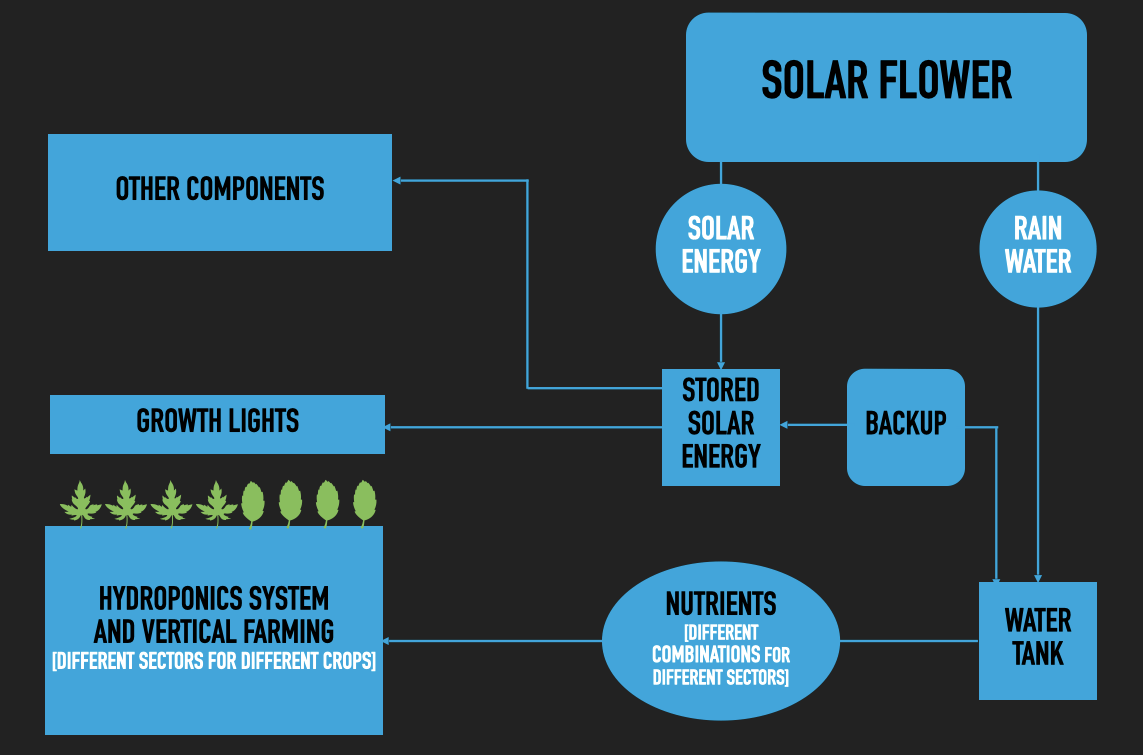 SOLAR FLOWER
OTHER COMPONENTS
SOLAR
ENERGY
RAIN
WATER
STORED
SOLAR
ENERGY
BACKUP
GROWTH LIGHTS
HYDROPONICS SYSTEM
AND VERTICAL FARMING
[DIFFERENT SECTORS FOR DIFFERENT CROPS]
NUTRIENTS
[DIFFERENT
COMBINATIONS FOR
DIFFERENT SECTORS]
WATER
TANK